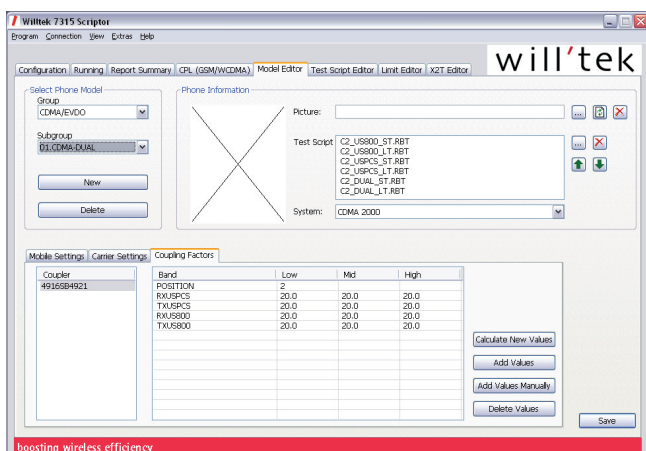 Willtek 7315 Scriptor
Program Connection View Extras Help
will'tek
Configuration Running Report Summary CPL (GSM/WCDMA) Model Editor Test Script Editor Limit Editor X2T Editor
Select Phone Model
Group
CDMA/EVDO
Subgroup
01.CDMA-DUAL
New
Delete
Phone Information
Picture:
...
Test Script
C2_US800_ST.RBT
C2_US800_LT.RBT
C2_USPCS_ST.RBT
C2_USPCS_LT.RBT
C2_DUAL_ST.RBT
C2_DUAL_LT.RBT
...
System: CDMA 2000
Mobile Settings Carrier Settings Coupling Factors
Coupler
4916SB4921
Band Low Mid High
POSITION 2
RXUSPCS 20.0 20.0 20.0
TXUSPCS 20.0 20.0 20.0
RXUS800 20.0 20.0 20.0
TXUS800 20.0 20.0 20.0
Calculate New Values
Add Values
Add Values Manually
Delete Values
Save
boosting wireless efficiency